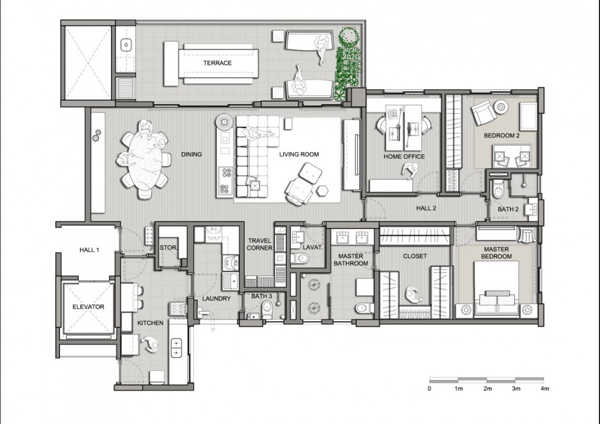 TERRACE
DINING
LIVING ROOM
HOME OFFICE
BEDROOM 2
HALL 2
BATH 2
HALL 1
STOR.
TRAVEL
CORNER
LAVAT.
MASTER
BATHROOM
CLOSET
MASTER
BEDROOM
ELEVATOR
LAUNDRY
BATH 3
KITCHEN
0 1m 2m 3m 4m